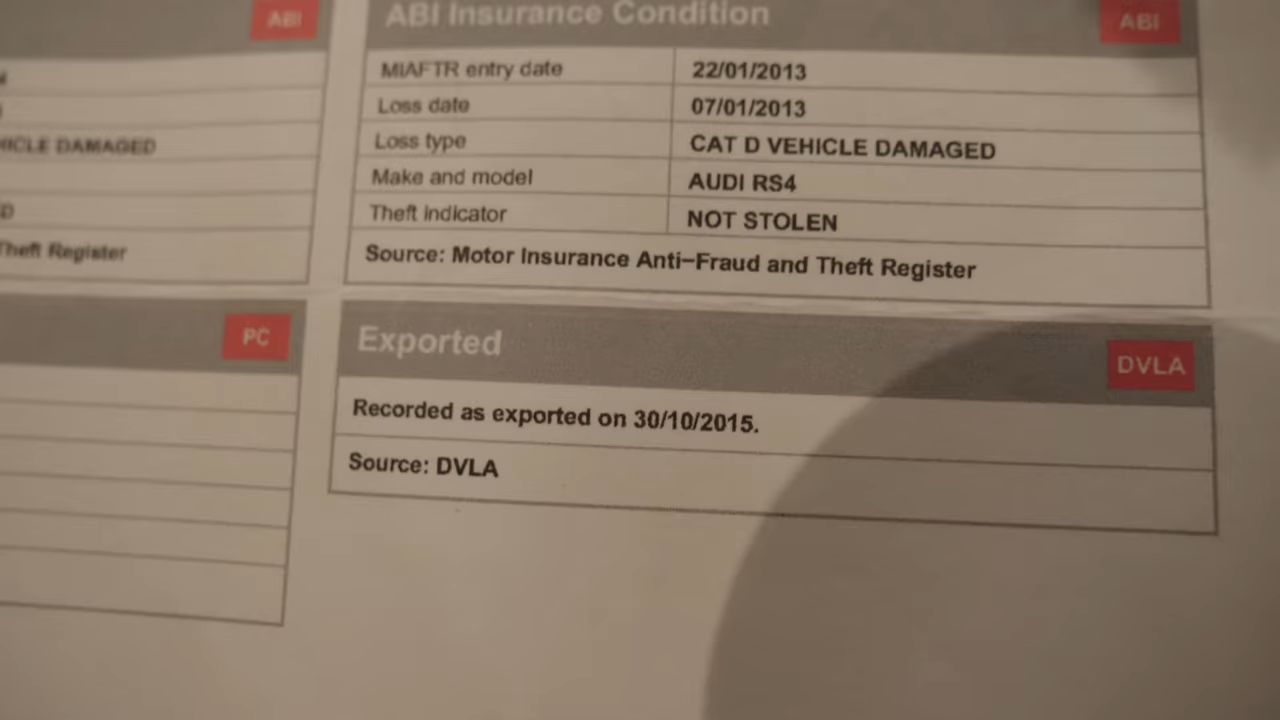 ABI
HICLE DAMAGED
Theft Register
PC
ABI Insurance Condition
ABI
MIAFTR entry date 22/01/2013
Loss date 07/01/2013
Loss type CAT D VEHICLE DAMAGED
Make and model AUDI RS4
Theft indicator NOT STOLEN
Source: Motor Insurance Anti-Fraud and Theft Register
Exported
DVLA
Recorded as exported on 30/10/2015.
Source: DVLA